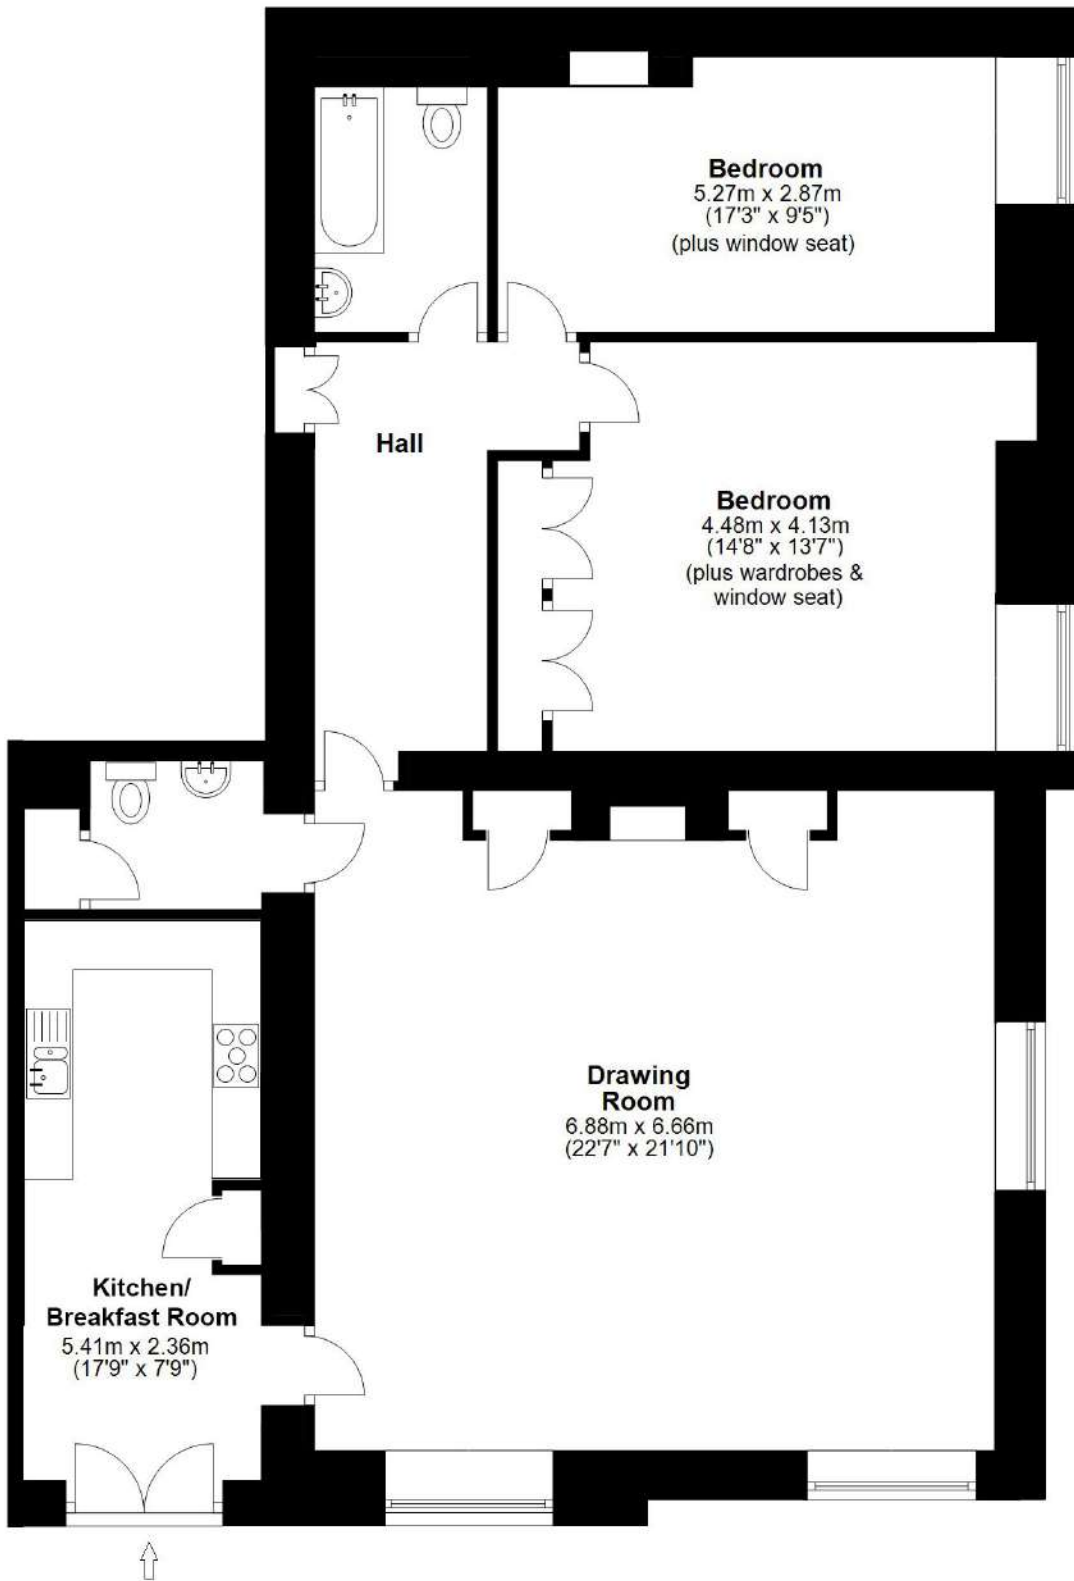 Bedroom
5.27m x 2.87m
(17'3" x 9'5")
(plus window seat)
Hall
Bedroom
4.48m x 4.13m
(14'8" x 13'7")
(plus wardrobes &
window seat)
Drawing
Room
6.88m x 6.66m
(22'7" x 21'10")
Kitchen/
Breakfast Room
5.41m x 2.36m
(17'9" x 7'9")